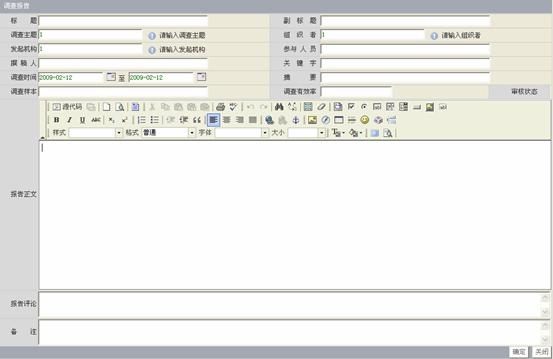 调查报告
标 题 副 标 题
调查主题 1 请输入调查主题 组 织 者 1 请输入组织者
发起机构 1 请输入发起机构 参与人员
撰 稿 人 关 键 字
调查时间 2009-02-12 至 2009-02-12 摘 要
调查样本 调查有效率 审核状态
源代码
B I U ABC x₂ x²
样式 格式 普通 字体 大小
报告正文
报告评论
备 注
确定 关闭